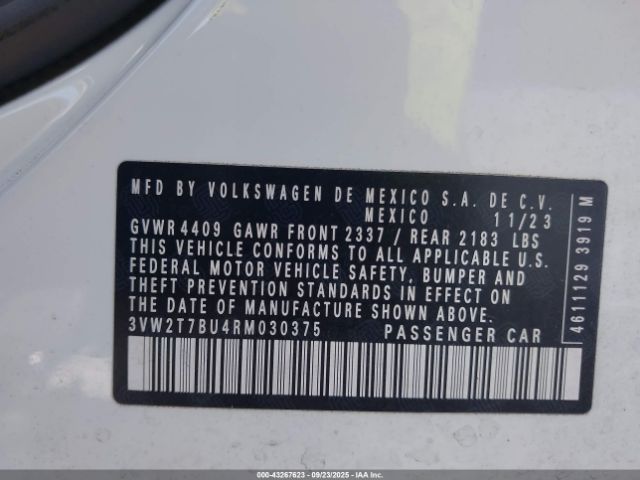 MFD BY VOLKSWAGEN DE MEXICO S.A. DE C.V.
MEXICO 11/23
GVWR 4409 GAWR FRONT 2337 / REAR 2183 LBS
THIS VEHICLE CONFORMS TO ALL APPLICABLE U.S.
FEDERAL MOTOR VEHICLE SAFETY, BUMPER AND
THEFT PREVENTION STANDARDS IN EFFECT ON
THE DATE OF MANUFACTURE SHOWN ABOVE.
3VW2T7BU4RM030375 PASSENGER CAR
4611129 3919 M
000-43267623 - 09/23/2025 - IAAI.COM